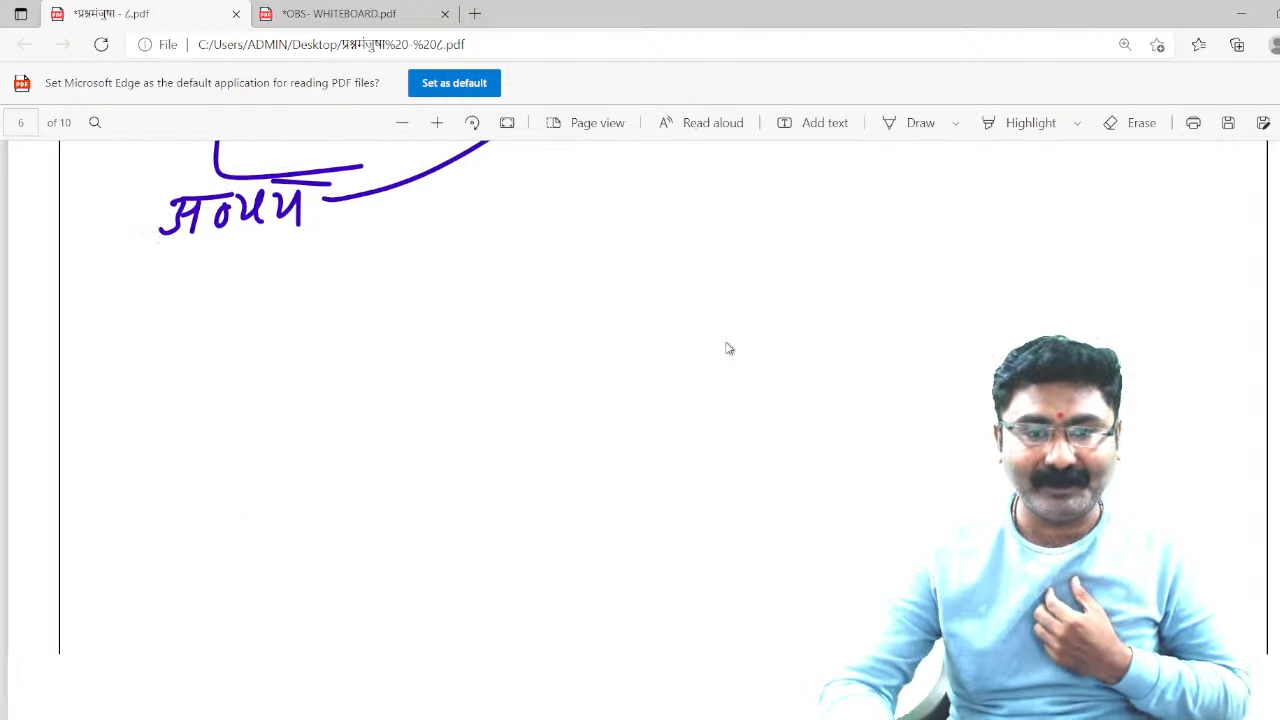 *प्रश्नमंजुषा - ८.pdf
*OBS- WHITEBOARD.pdf
File C:/Users/ADMIN/Desktop/प्रश्नमंजुषा%20-%20८.pdf
Set Microsoft Edge as the default application for reading PDF files? Set as default
6 of 10 Page view Read aloud Add text Draw Highlight Erase
अव्यय